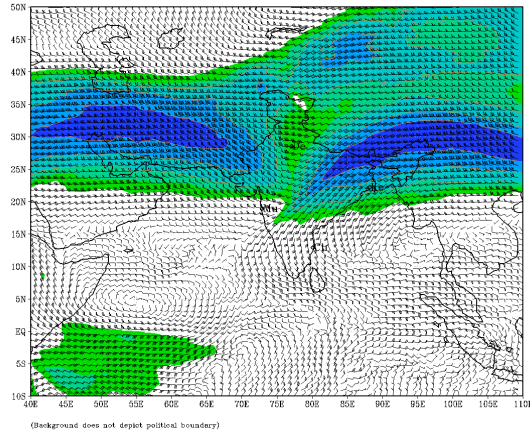 50N
45N
40N
35N
30N
25N
20N
15N
10N
5N
EQ
5S
10S
40E 45E 50E 55E 60E 65E 70E 75E 80E 85E 90E 95E 100E 105E 110E
(Background does not depict political boundary)